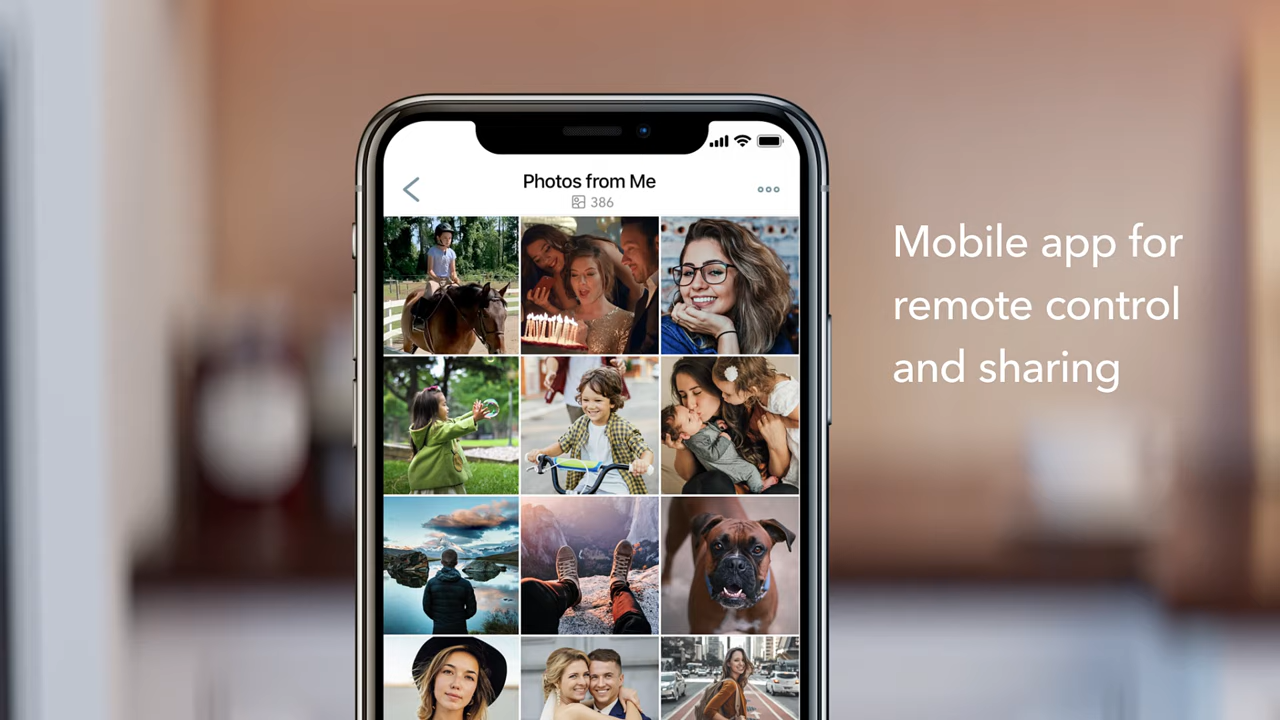 Photos from Me
386
Mobile app for
remote control
and sharing